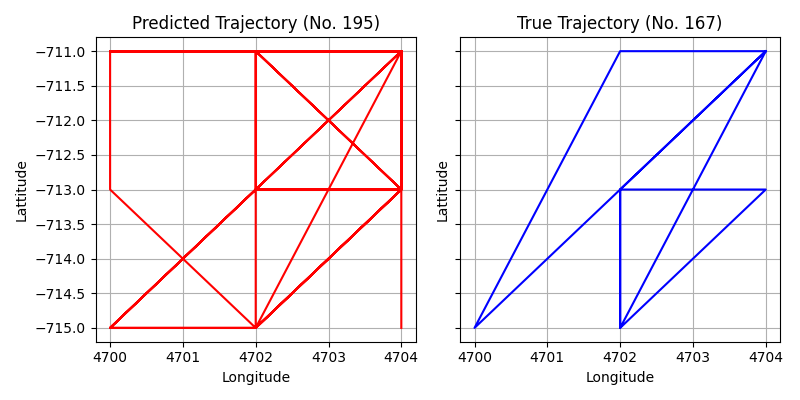 Predicted Trajectory (No. 195)
True Trajectory (No. 167)
−711.0
−711.5
−712.0
−712.5
−713.0
−713.5
−714.0
−714.5
−715.0
Lattitude
Lattitude
4700 4701 4702 4703 4704
4700 4701 4702 4703 4704
Longitude
Longitude